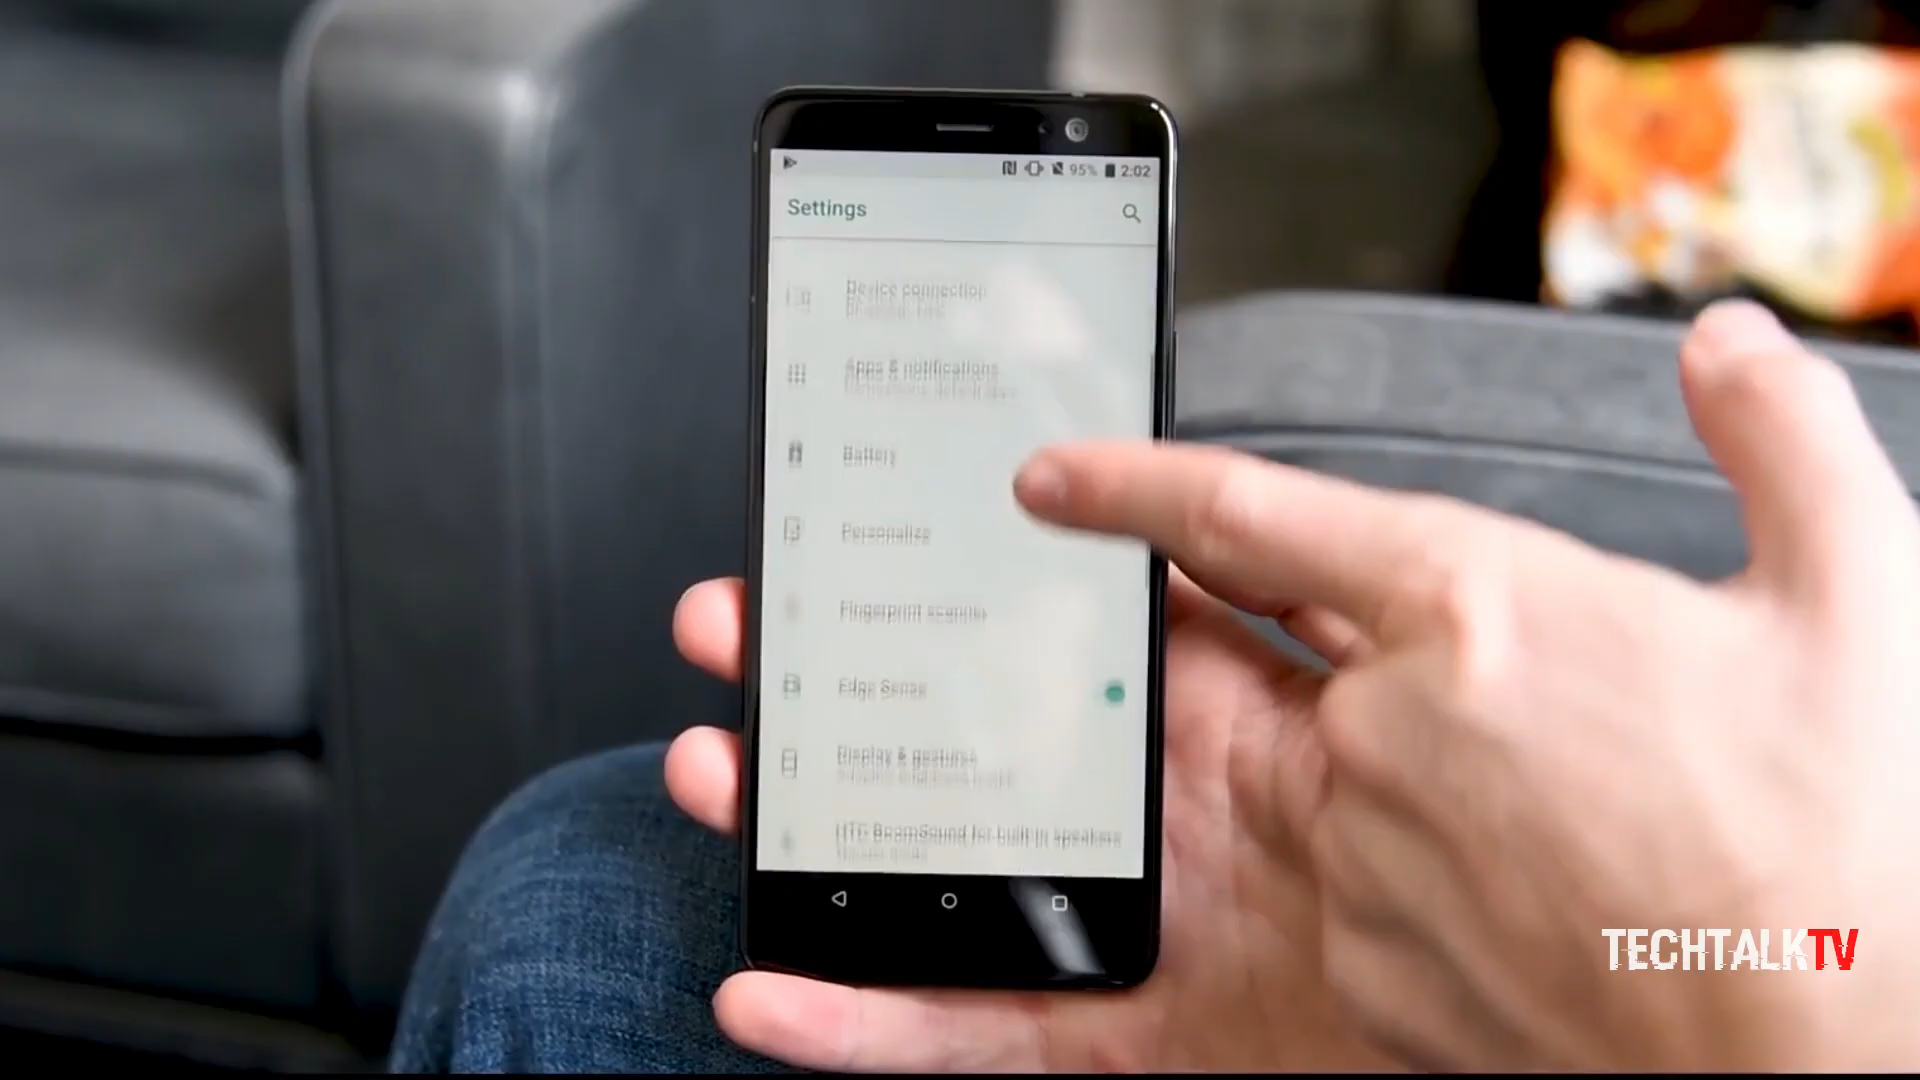 95% 2:02
Settings
Device connection
Apps & notifications
Battery
Personalize
Fingerprint scanner
Edge Sense
Display & gestures
HTC BoomSound for built-in speakers
TECHTALKTV